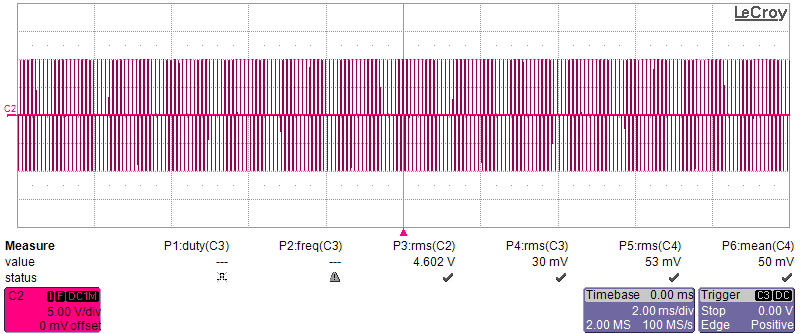 LeCroy
C2
Measure P1:duty(C3) P2:freq(C3) P3:rms(C2) P4:rms(C3) P5:rms(C4) P6:mean(C4)
value --- --- 4.602 V 30 mV 53 mV 50 mV
status
C2 I F DC1M
5.00 V/div
0 mV offset
Timebase 0.00 ms
2.00 ms/div
2.00 MS 100 MS/s
Trigger C3 DC
Stop 0.00 V
Edge Positive